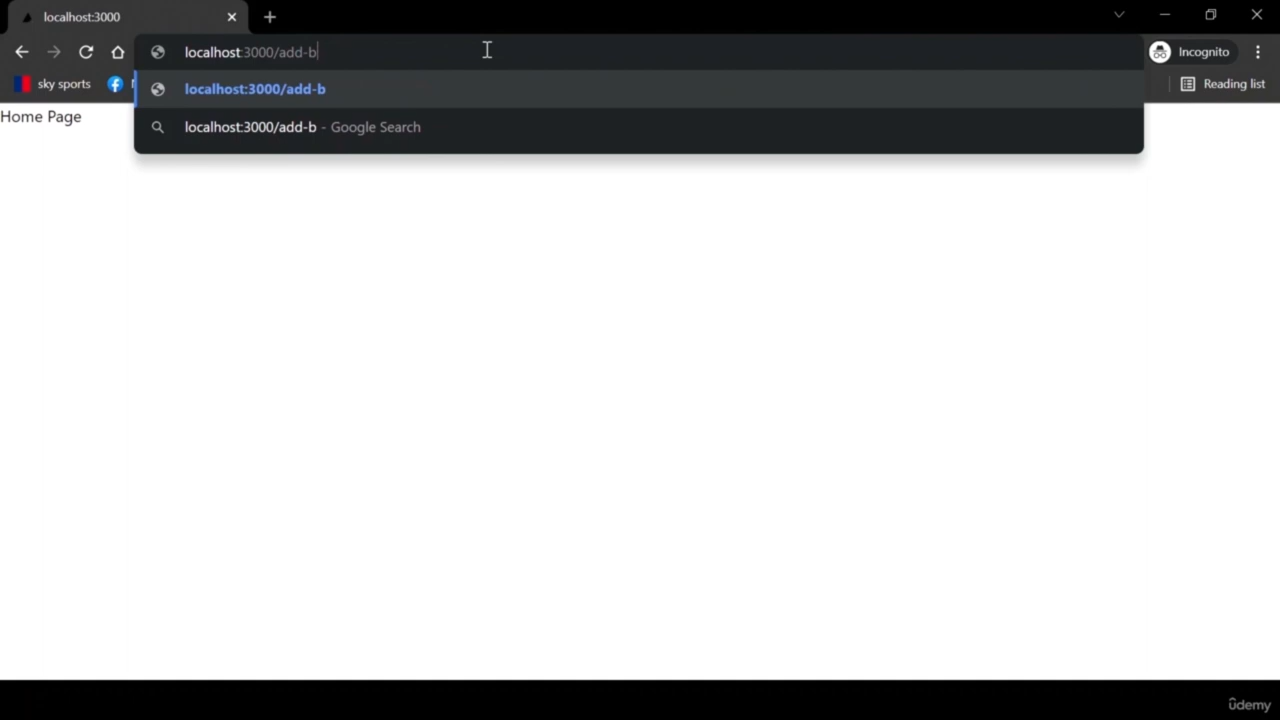 localhost:3000
localhost:3000/add-b
Incognito
sky sports
localhost:3000/add-b
Reading list
Home Page
localhost:3000/add-b - Google Search
ûdemy